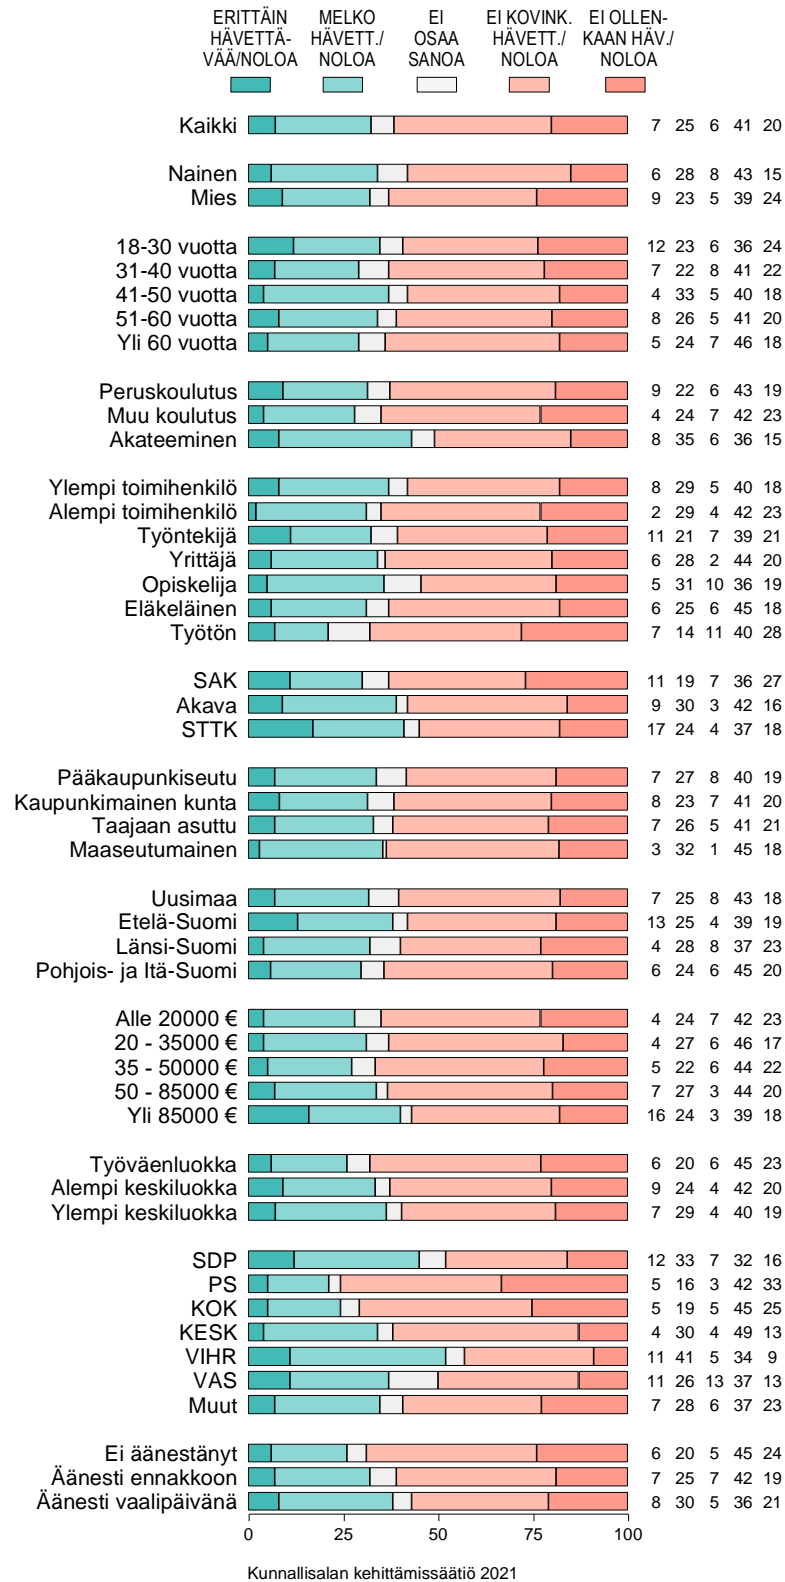 ERITTÄIN MELKO EI EI KOVINK. EI OLLEN-
HÄVETTÄ- HÄVETT./ OSAA HÄVETT./ KAAN HÄV./
VÄÄ/NOLOA NOLOA SANOA NOLOA NOLOA
Kaikki 7 25 6 41 20
Nainen 6 28 8 43 15
Mies 9 23 5 39 24
18-30 vuotta 12 23 6 36 24
31-40 vuotta 7 22 8 41 22
41-50 vuotta 4 33 5 40 18
51-60 vuotta 8 26 5 41 20
Yli 60 vuotta 5 24 7 46 18
Peruskoulutus 9 22 6 43 19
Muu koulutus 4 24 7 42 23
Akateeminen 8 35 6 36 15
Ylempi toimihenkilö 8 29 5 40 18
Alempi toimihenkilö 2 29 4 42 23
Työntekijä 11 21 7 39 21
Yrittäjä 6 28 2 44 20
Opiskelija 5 31 10 36 19
Eläkeläinen 6 25 6 45 18
Työtön 7 14 11 40 28
SAK 11 19 7 36 27
Akava 9 30 3 42 16
STTK 17 24 4 37 18
Pääkaupunkiseutu 7 27 8 40 19
Kaupunkimainen kunta 8 23 7 41 20
Taajaan asuttu 7 26 5 41 21
Maaseutumainen 3 32 1 45 18
Uusimaa 7 25 8 43 18
Etelä-Suomi 13 25 4 39 19
Länsi-Suomi 4 28 8 37 23
Pohjois- ja Itä-Suomi 6 24 6 45 20
Alle 20000 € 4 24 7 42 23
20 - 35000 € 4 27 6 46 17
35 - 50000 € 5 22 6 44 22
50 - 85000 € 7 27 3 44 20
Yli 85000 € 16 24 3 39 18
Työväenluokka 6 20 6 45 23
Alempi keskiluokka 9 24 4 42 20
Ylempi keskiluokka 7 29 4 40 19
SDP 12 33 7 32 16
PS 5 16 3 42 33
KOK 5 19 5 45 25
KESK 4 30 4 49 13
VIHR 11 41 5 34 9
VAS 11 26 13 37 13
Muut 7 28 6 37 23
Ei äänestänyt 6 20 5 45 24
Äänesti ennakkoon 7 25 7 42 19
Äänesti vaalipäivänä 8 30 5 36 21
0 25 50 75 100
Kunnallisalan kehittämissäätiö 2021